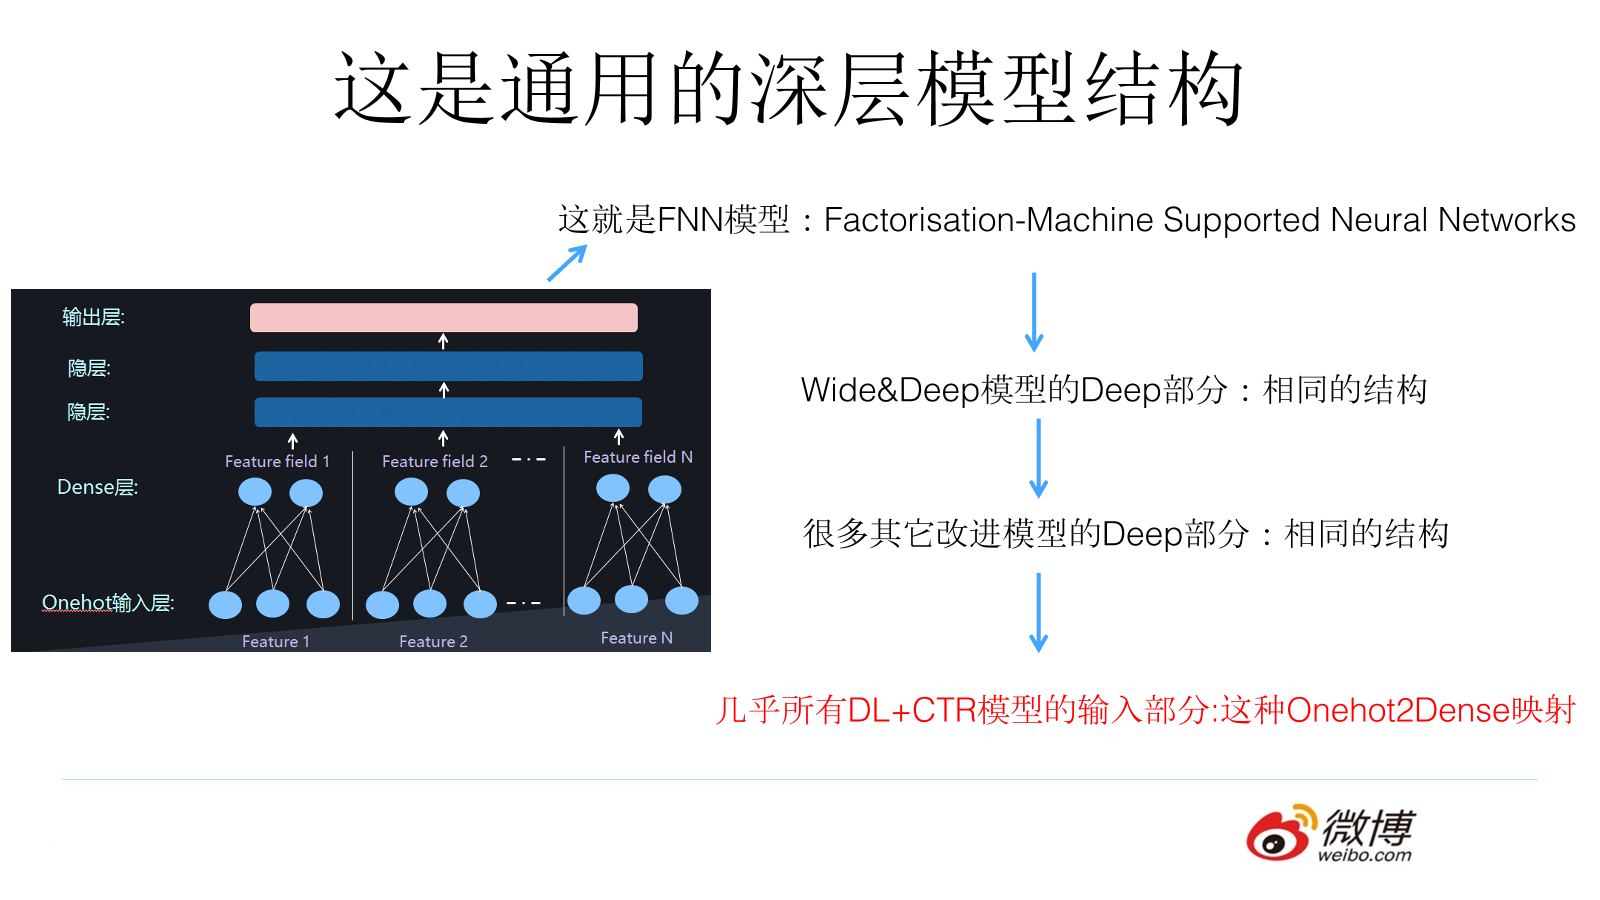 这是通用的深层模型结构
这就是FNN模型：Factorisation-Machine Supported Neural Networks
输出层:
隐层:
隐层:
Feature field 1
Feature field 2
Feature field N
Dense层:
Onehot输入层:
Feature 1
Feature 2
Feature N
Wide&Deep模型的Deep部分：相同的结构
很多其它改进模型的Deep部分：相同的结构
几乎所有DL+CTR模型的输入部分:这种Onehot2Dense映射
微博
weibo.com